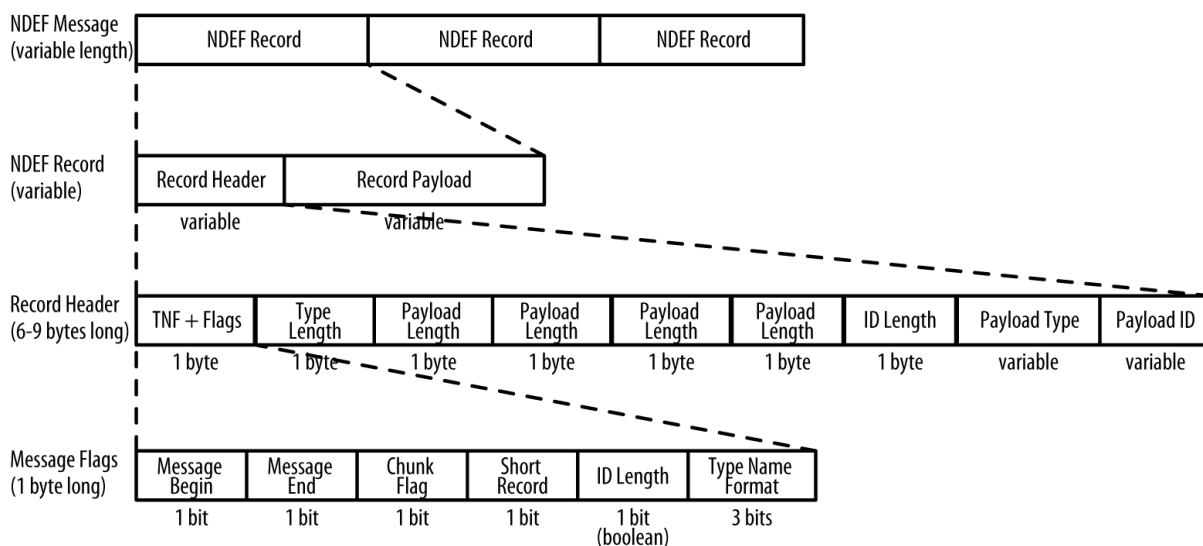 NDEF Message
(variable length)
NDEF Record
NDEF Record
NDEF Record
NDEF Record
(variable)
Record Header
Record Payload
variable
variable
Record Header
(6-9 bytes long)
TNF + Flags
Type
Length
Payload
Length
Payload
Length
Payload
Length
Payload
Length
ID Length
Payload Type
Payload ID
1 byte
1 byte
1 byte
1 byte
1 byte
1 byte
1 byte
variable
variable
Message Flags
(1 byte long)
Message
Begin
Message
End
Chunk
Flag
Short
Record
ID Length
Type Name
Format
1 bit
1 bit
1 bit
1 bit
1 bit
(boolean)
3 bits